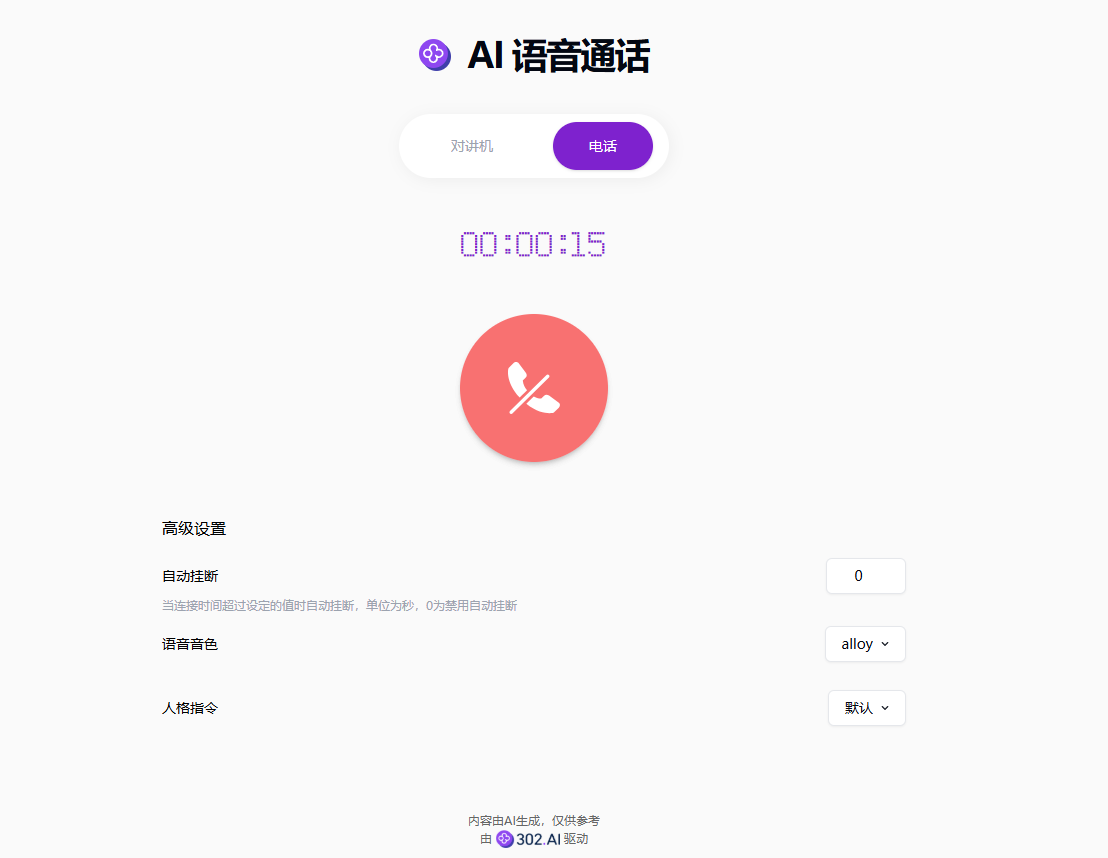 AI 语音通话
对讲机
电话
00:00:15
高级设置
自动挂断
0
当连接时间超过设定的值时自动挂断，单位为秒，0为禁用自动挂断
语音音色
alloy
人格指令
默认
内容由AI生成，仅供参考
由 302.AI 驱动